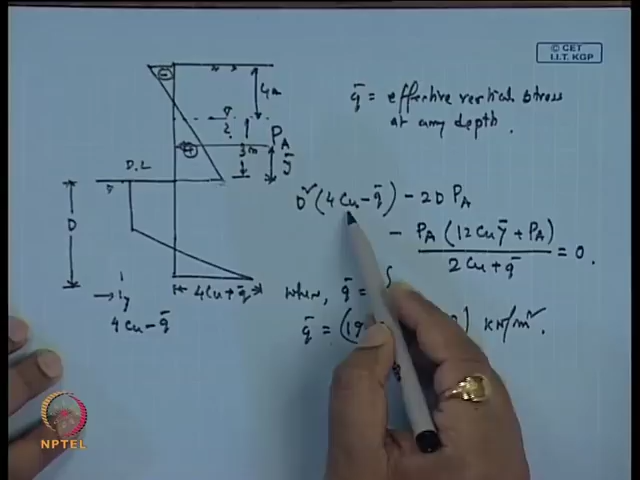 © CET
I.I.T. KGP
q̄ = effective vertical stress
at any depth.
4m
P_A
3m
ȳ
D.L
D
D²(4Cu-q̄) - 2D P_A
- P_A (12Cu ȳ + P_A) / 2Cu + q̄ = 0.
4Cu+q̄
4Cu-q̄
when, q̄ =
q̄ = (19 kN/m².
NPTEL